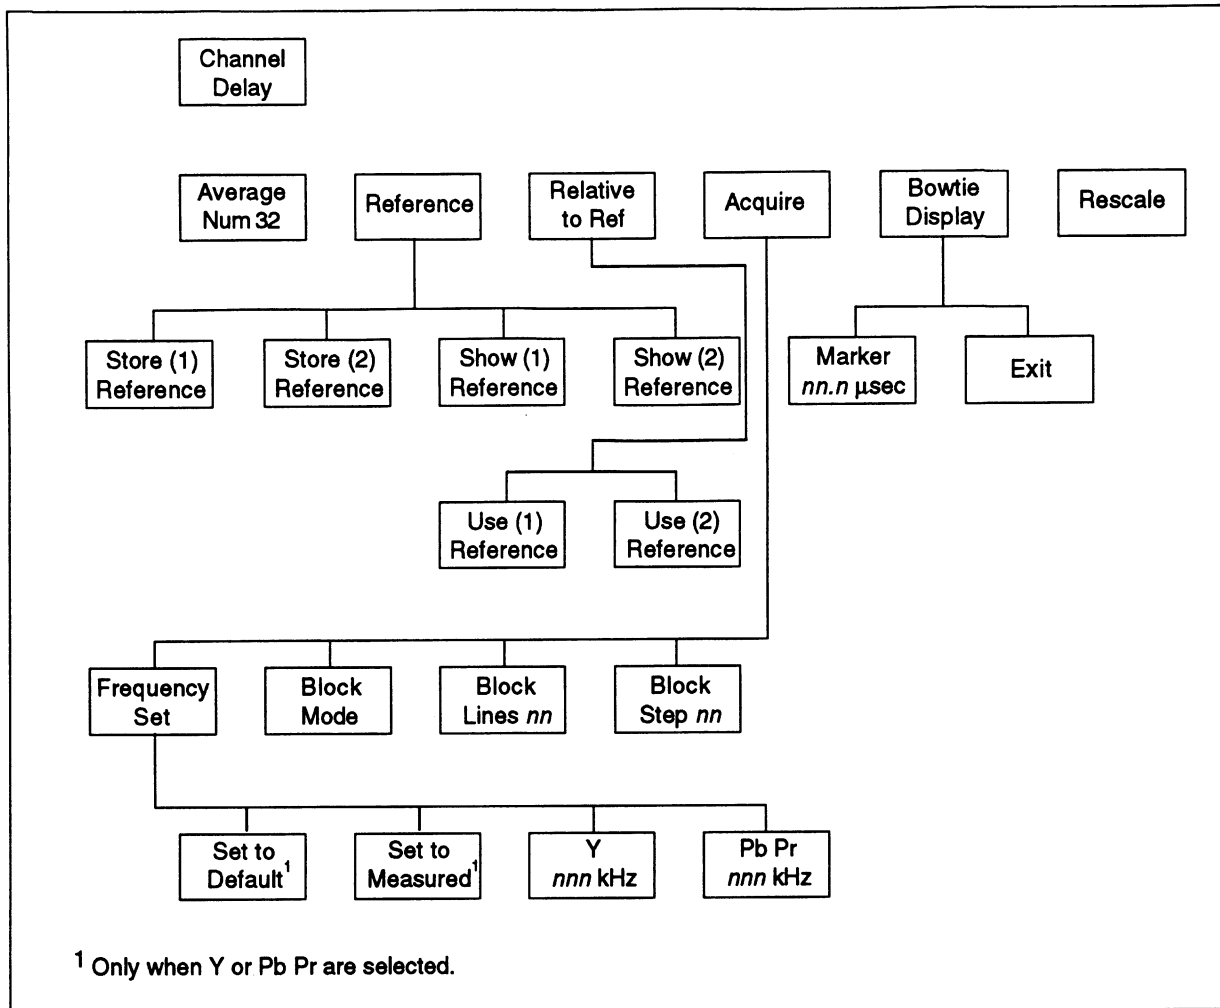 Channel
Delay
Average
Num 32
Reference
Relative
to Ref
Acquire
Bowtie
Display
Rescale
Store (1)
Reference
Store (2)
Reference
Show (1)
Reference
Show (2)
Reference
Marker
nn.n µsec
Exit
Use (1)
Reference
Use (2)
Reference
Frequency
Set
Block
Mode
Block
Lines nn
Block
Step nn
Set to
Default¹
Set to
Measured¹
Y
nnn kHz
Pb Pr
nnn kHz
¹ Only when Y or Pb Pr are selected.